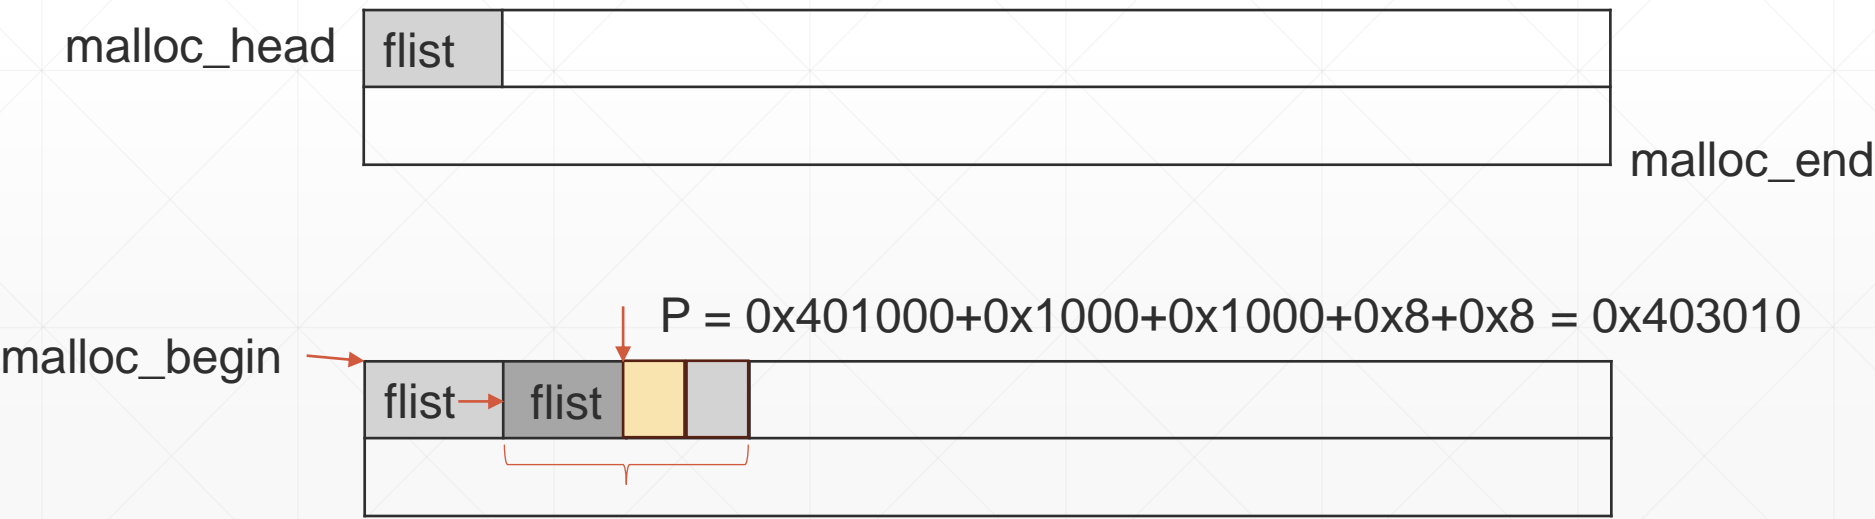 malloc_head
flist
malloc_end
P = 0x401000+0x1000+0x1000+0x8+0x8 = 0x403010
malloc_begin
flist
flist